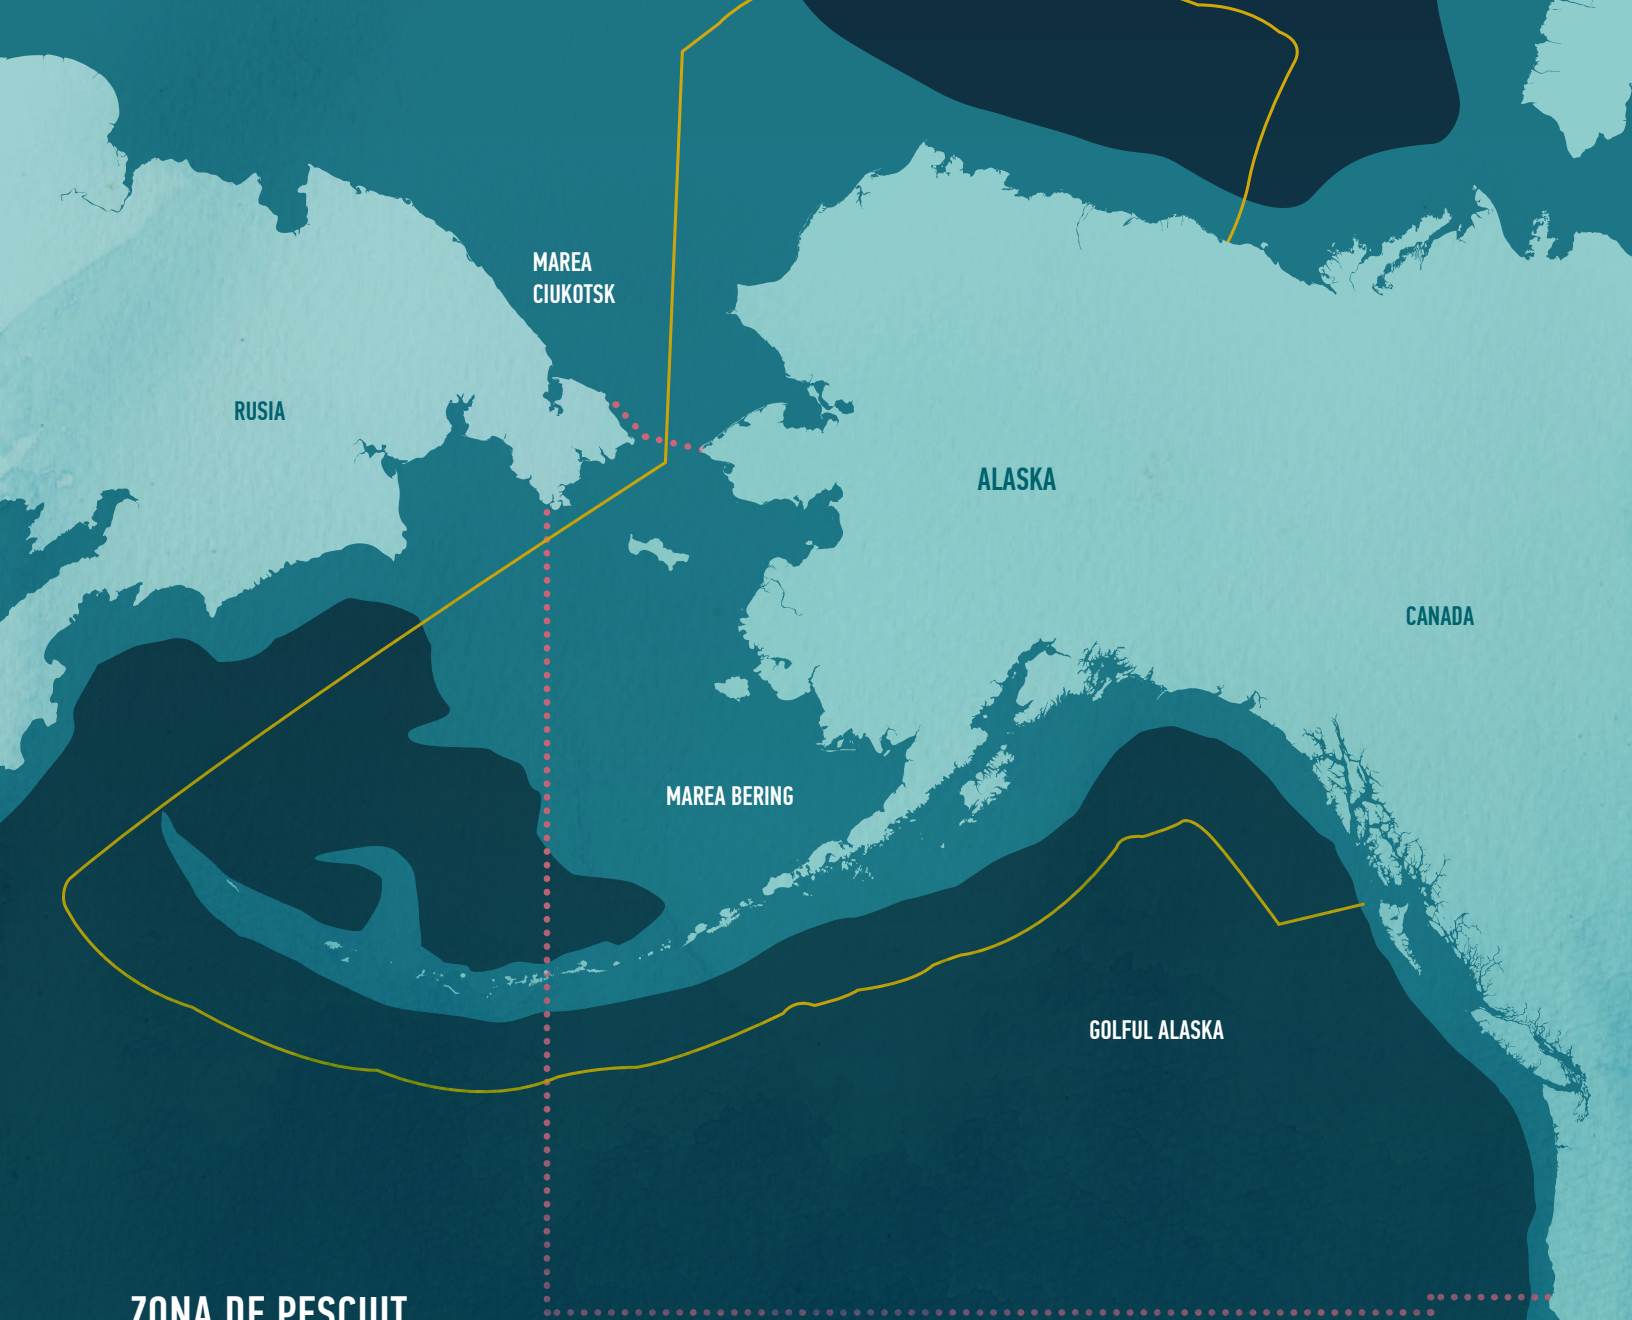 MAREA
CIUKOTSK
RUSIA
ALASKA
CANADA
MAREA BERING
GOLFUL ALASKA
ZONA DE PESCUIT